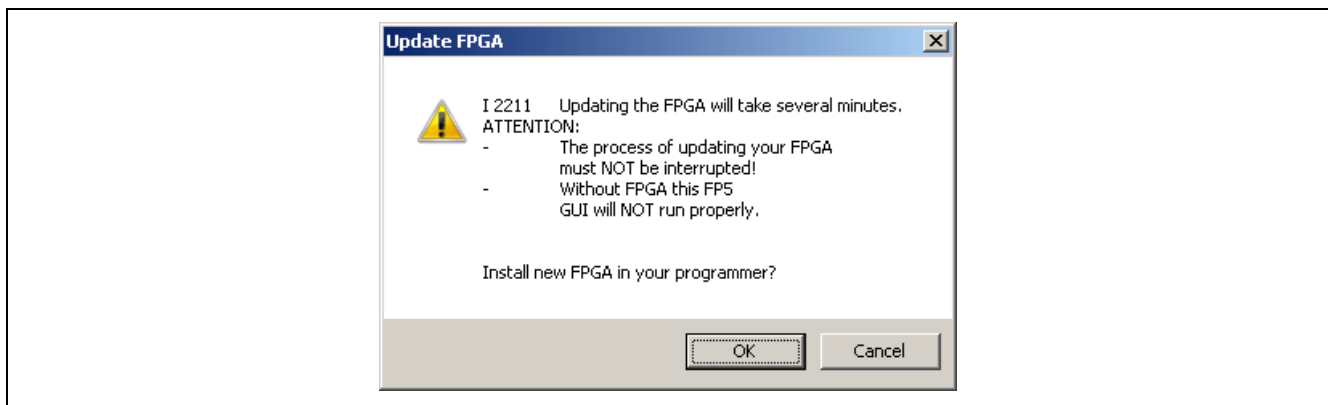 Update FPGA
I 2211 Updating the FPGA will take several minutes.
ATTENTION:
- The process of updating your FPGA
must NOT be interrupted!
- Without FPGA this FP5
GUI will NOT run properly.
Install new FPGA in your programmer?
OK Cancel